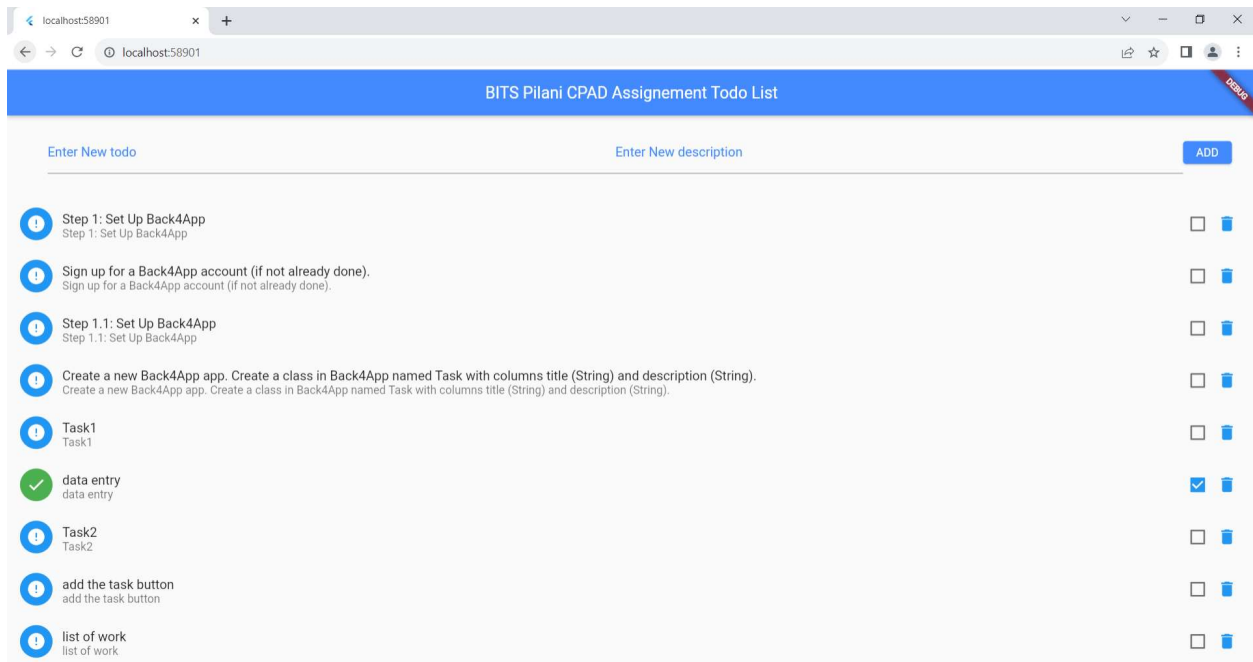 localhost:58901
localhost:58901
DEBUG
BITS Pilani CPAD Assignement Todo List
Enter New todo
Enter New description
ADD
Step 1: Set Up Back4App
Step 1: Set Up Back4App
Sign up for a Back4App account (if not already done).
Sign up for a Back4App account (if not already done).
Step 1.1: Set Up Back4App
Step 1.1: Set Up Back4App
Create a new Back4App app. Create a class in Back4App named Task with columns title (String) and description (String).
Create a new Back4App app. Create a class in Back4App named Task with columns title (String) and description (String).
Task1
Task1
data entry
data entry
Task2
Task2
add the task button
add the task button
list of work
list of work